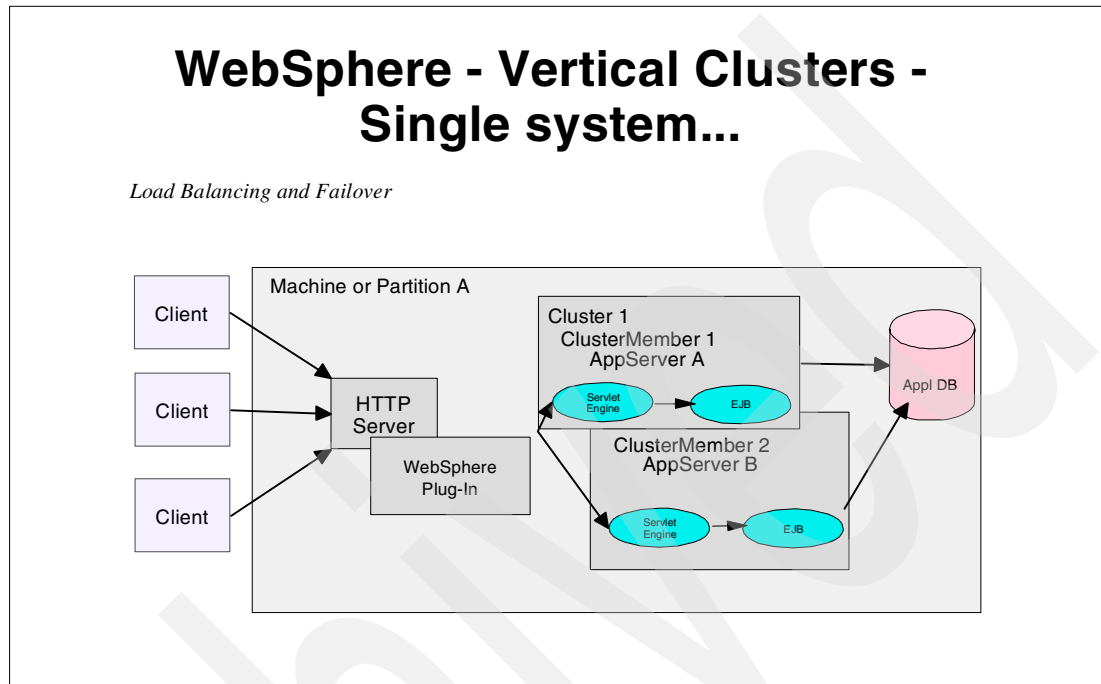 WebSphere - Vertical Clusters -
Single system...
Load Balancing and Failover
Machine or Partition A
Client
Client
Client
HTTP
Server
WebSphere
Plug-In
Cluster 1
ClusterMember 1
AppServer A
Servlet
Engine
EJB
ClusterMember 2
AppServer B
Servlet
Engine
EJB
Appl DB